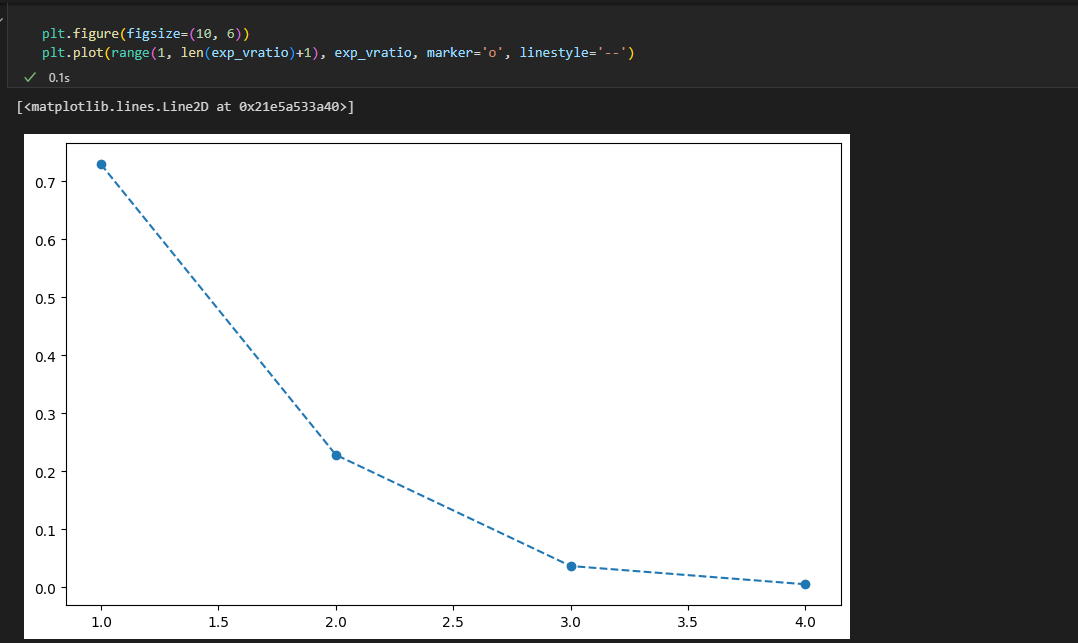 plt.figure(figsize=(10, 6))
plt.plot(range(1, len(exp_vratio)+1), exp_vratio, marker='o', linestyle='--')
0.1s
[<matplotlib.lines.Line2D at 0x21e5a533a40>]
0.7
0.6
0.5
0.4
0.3
0.2
0.1
0.0
1.0 1.5 2.0 2.5 3.0 3.5 4.0